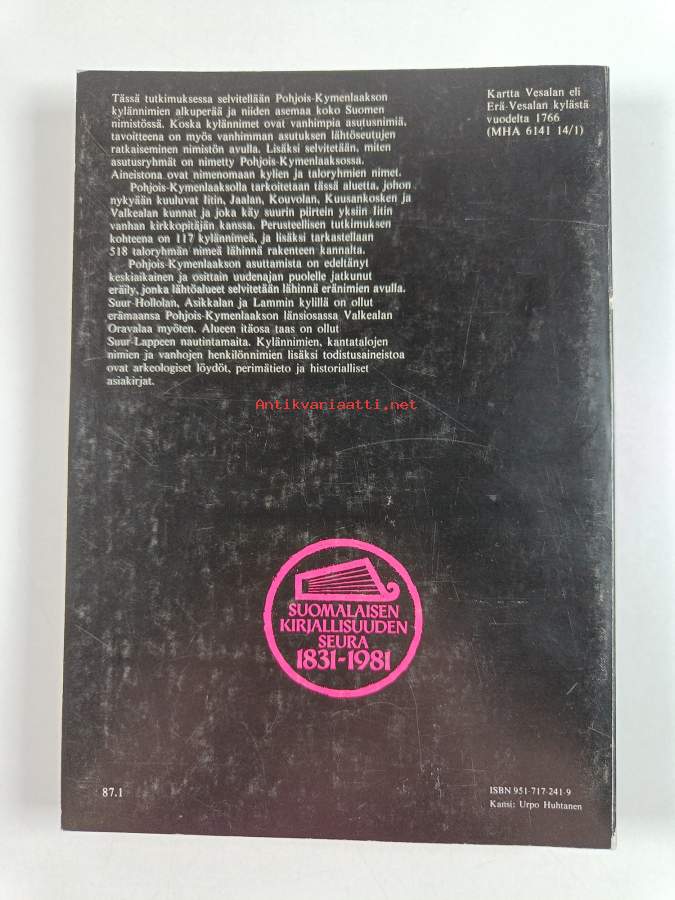 Tässä tutkimuksessa selvitellään Pohjois-Kymenlaakson
kylännimien alkuperää ja niiden asemaa koko Suomen
nimistössä. Koska kylännimet ovat vanhimpia asutusnimiä,
tavoitteena on myös vanhimman asutuksen lähtöseutujen
ratkaiseminen nimistön avulla. Lisäksi selvitetään, miten
asutusryhmät on nimetty Pohjois-Kymenlaaksossa.
Aineistona ovat nimenomaan kylien ja taloryhmien nimet.
Pohjois-Kymenlaaksolla tarkoitetaan tässä aluetta, johon
nykyään kuuluvat Iitin, Jaalan, Kouvolan, Kuusankosken ja
Valkealan kunnat ja joka käy suurin piirtein yksiin Iitin
vanhan kirkkopitäjän kanssa. Perusteellisen tutkimuksen
kohteena on 117 kylännimeä, ja lisäksi tarkastellaan
518 taloryhmän nimeä lähinnä rakenteen kannalta.
Pohjois-Kymenlaakson asuttamista on edeltänyt
keskiaikainen ja osittain uudenajan puolelle jatkunut
eräily, jonka lähtöalueet selvitetään lähinnä eränimien avulla.
Suur-Hollolan, Asikkalan ja Lammin kylillä on ollut
erämaansa Pohjois-Kymenlaakson länsiosassa Valkealan
Oravalaa myöten. Alueen itäosa taas on ollut
Suur-Lappeen nautintamaita. Kylännimien, kantatalojen
nimien ja vanhojen henkilönnimien lisäksi todistusaineistoa
ovat arkeologiset löydöt, perimätieto ja historialliset
asiakirjat.
Kartta Vesalan eli
Erä-Vesalan kylästä
vuodelta 1766
(MHA 6141 14/1)
Antikvariaatti.net
SUOMALAISEN
KIRJALLISUUDEN
SEURA
1831-1981
87.1
ISBN 951-717-241-9
Kansi: Urpo Huhtanen